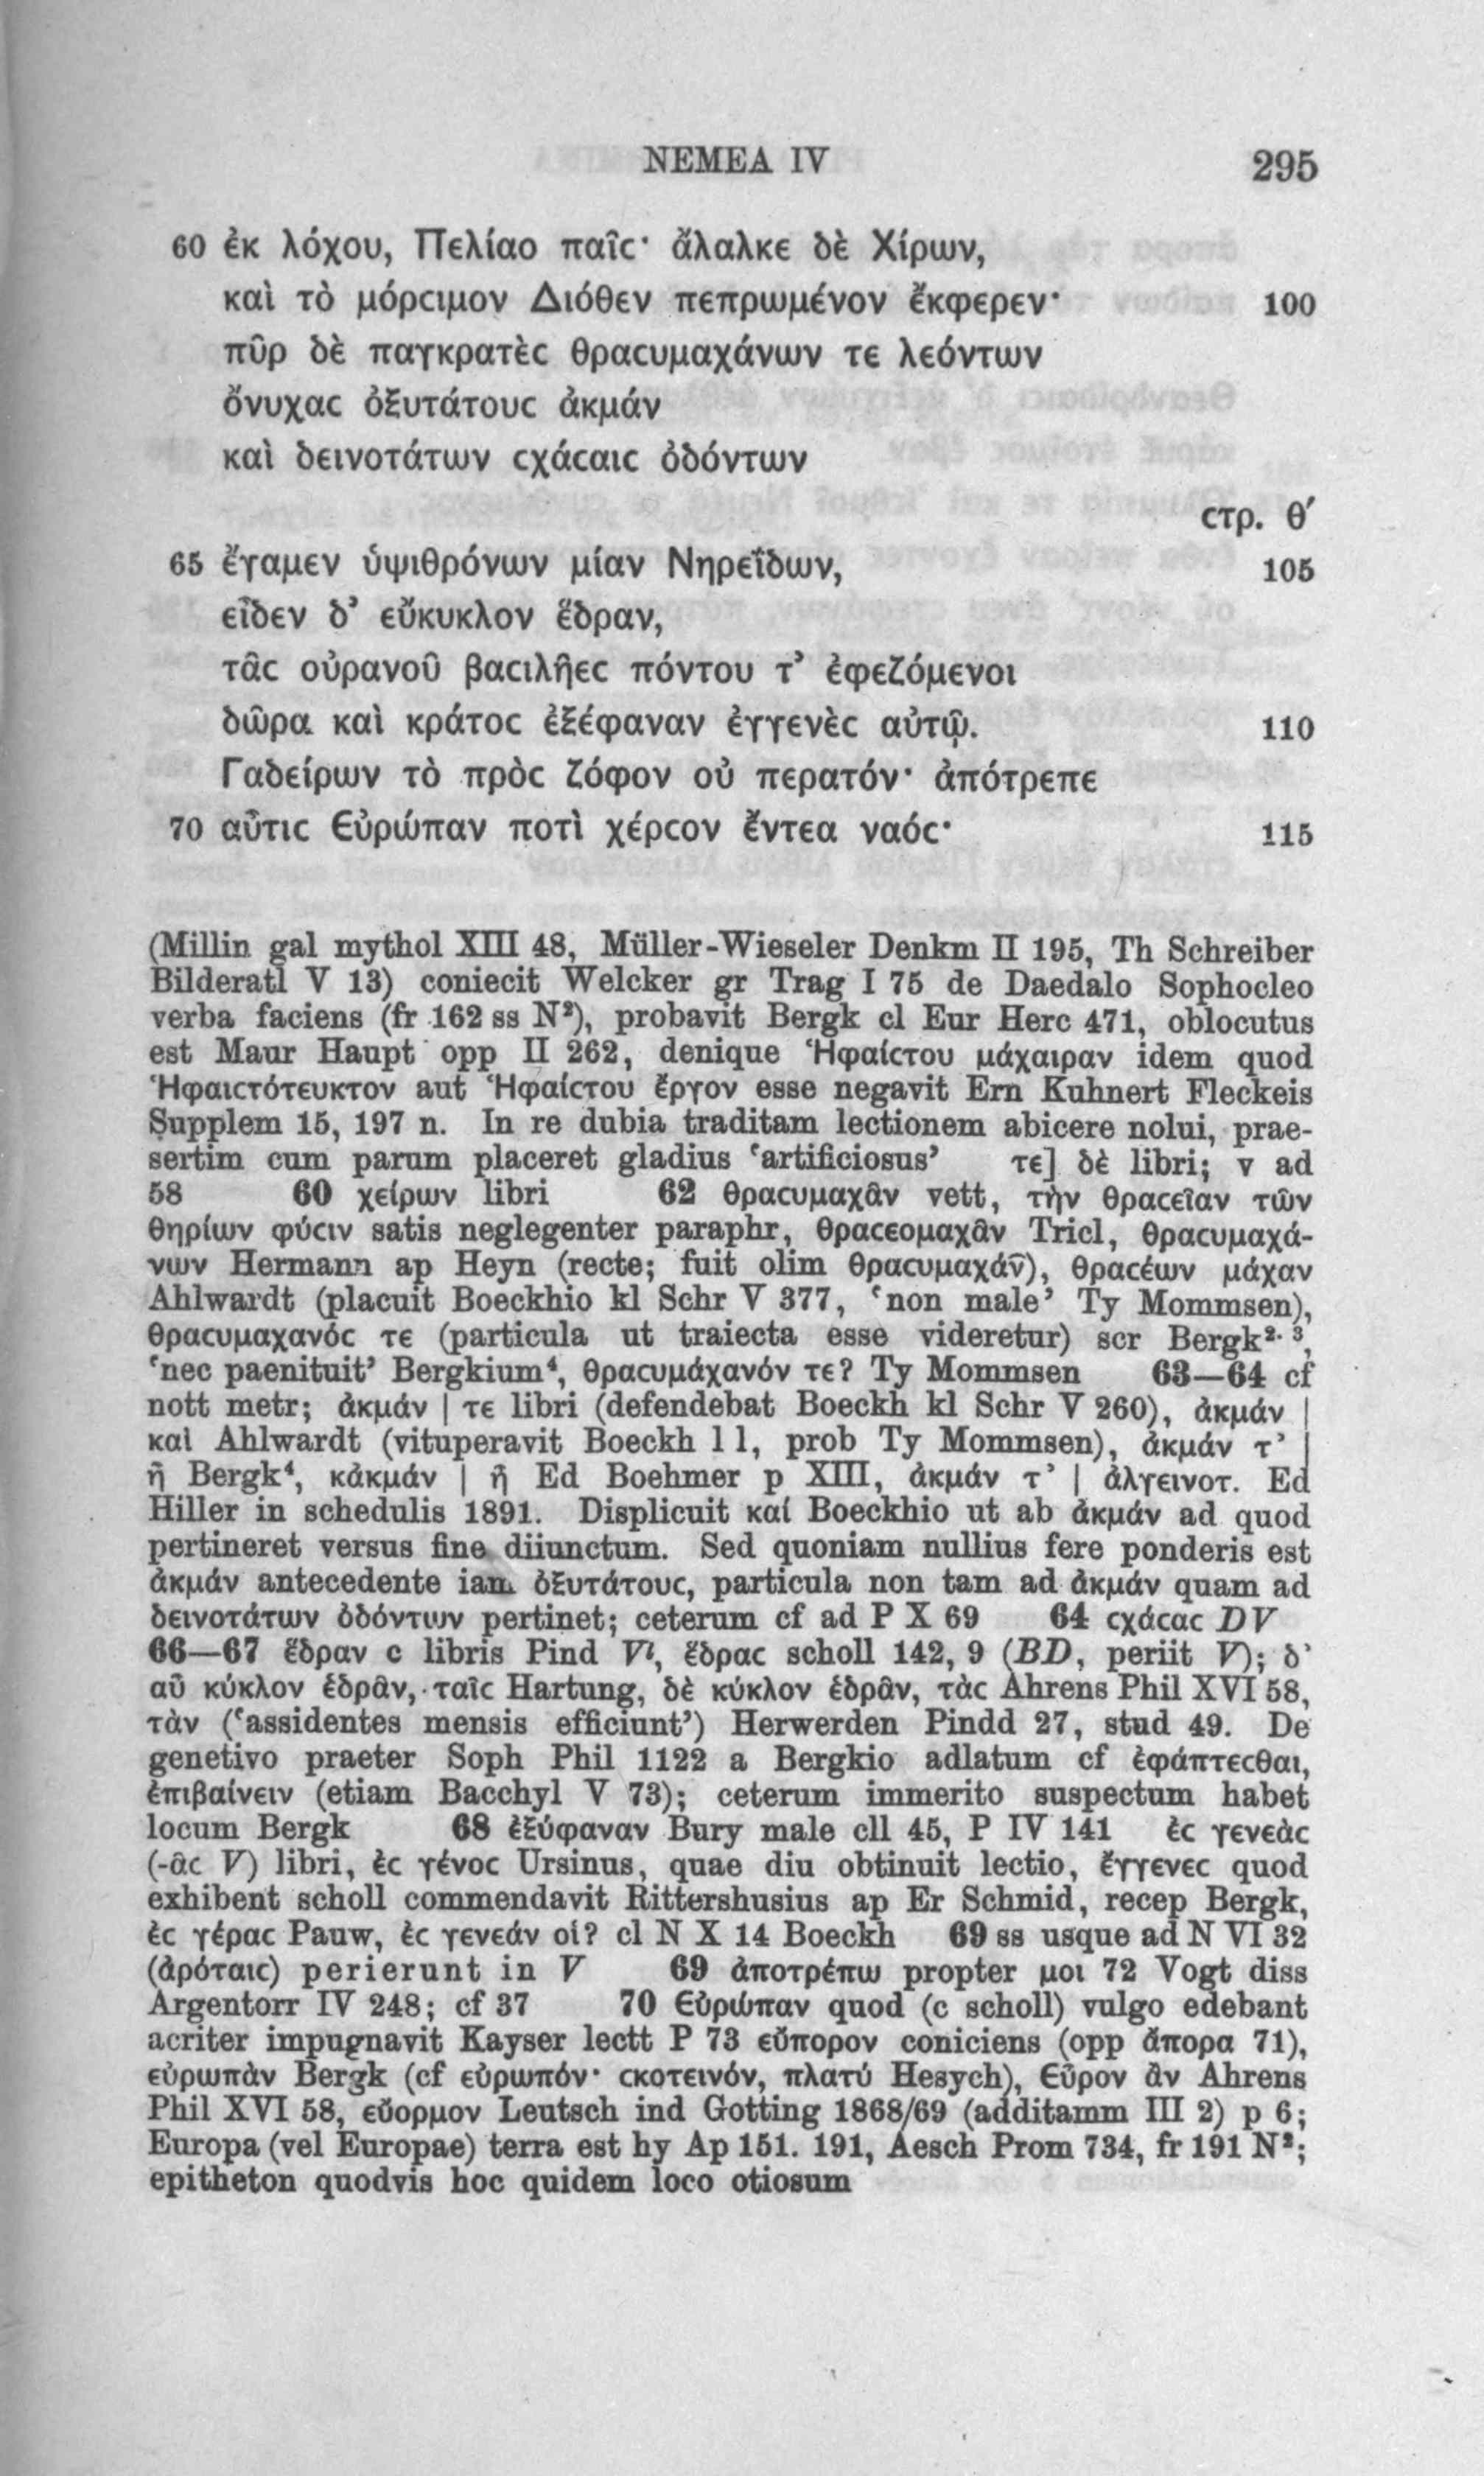 ΝΕΜΕΑ IV 295
60 ἐκ λόχου, Πελίαο παῖϲ· ἄλαλκε δὲ Χίρων,
καὶ τὸ μόρϲιμον Διόθεν πεπρωμένον ἔκφερεν· 100
πῦρ δὲ παγκρατὲϲ θραϲυμαχάνων τε λεόντων
ὄνυχαϲ ὀξυτάτουϲ ἀκμάν
καὶ δεινοτάτων ϲχάϲαιϲ ὀδόντων
ϲτρ. θ′
65 ἔγαμεν ὑψιθρόνων μίαν Νηρεΐδων, 105
εἶδεν δ’ εὔκυκλον ἕδραν,
τᾶϲ οὐρανοῦ βαϲιλῆεϲ πόντου τ’ ἐφεζόμενοι
δῶρα καὶ κράτοϲ ἐξέφαναν ἐγγενὲϲ αὐτῷ. 110
Γαδείρων τὸ πρὸϲ ζόφον οὐ περατόν· ἀπότρεπε
70 αὖτιϲ Εὐρώπαν ποτὶ χέρϲον ἔντεα ναόϲ· 115
(Millin gal mythol XIII 48, Müller-Wieseler Denkm II 195, Th Schreiber
Bilderatl V 13) coniecit Welcker gr Trag I 75 de Daedalo Sophocleo
verba faciens (fr 162 ss N²), probavit Bergk cl Eur Herc 471, oblocutus
est Maur Haupt opp II 262, denique Ἡφαίϲτου μάχαιραν idem quod
Ἡφαιϲτότευκτον aut Ἡφαίϲτου ἔργον esse negavit Ern Kuhnert Fleckeis
Supplem 15, 197 n. In re dubia traditam lectionem abicere nolui, prae-
sertim cum parum placeret gladius ‘artificiosus’ τε] δὲ libri; v ad
58 60 χείρων libri 62 θραϲυμαχᾶν vett, τὴν θραϲεῖαν τῶν
θηρίων φύϲιν satis neglegenter paraphr, θραϲεομαχᾶν Tricl, θραϲυμαχά-
νων Hermann ap Heyn (recte; fuit olim θραϲυμαχάν͂), θραϲέων μάχαν
Ahlwardt (placuit Boeckhio kl Schr V 377, ‘non male’ Ty Mommsen),
θραϲυμαχανόϲ τε (particula ut traiecta esse videretur) scr Bergk²· ³,
‘nec paenituit’ Bergkium⁴, θραϲυμάχανόν τε? Ty Mommsen 63—64 cf
nott metr; ἀκμάν | τε libri (defendebat Boeckh kl Schr V 260), ἀκμάν |
καὶ Ahlwardt (vituperavit Boeckh l l, prob Ty Mommsen), ἀκμάν τ’ |
ἢ Bergk⁴, κἀκμάν | ἢ Ed Boehmer p XIII, ἀκμάν τ’ | ἀλγεινοτ. Ed
Hiller in schedulis 1891. Displicuit καί Boeckhio ut ab ἀκμάν ad quod
pertineret versus fine diiunctum. Sed quoniam nullius fere ponderis est
ἀκμάν antecedente iam ὀξυτάτουϲ, particula non tam ad ἀκμάν quam ad
δεινοτάτων ὀδόντων pertinet; ceterum cf ad P X 69 64 ϲχάϲαϲ DV
66—67 ἕδραν c libris Pind Vˡ, ἕδραϲ scholl 142, 9 (BD, periit V); δ’
αὖ κύκλον ἑδρᾶν, ταῖϲ Hartung, δὲ κύκλον ἑδρᾶν, τὰϲ Ahrens Phil XVI 58,
τὰν (‘assidentes mensis efficiunt’) Herwerden Pindd 27, stud 49. De
genetivo praeter Soph Phil 1122 a Bergkio adlatum cf ἐφάπτεϲθαι,
ἐπιβαίνειν (etiam Bacchyl V 73); ceterum immerito suspectum habet
locum Bergk 68 ἐξύφαναν Bury male cll 45, P IV 141 ἐϲ γενεὰϲ
(-ᾶϲ V) libri, ἐϲ γένοϲ Ursinus, quae diu obtinuit lectio, ἔγγενεϲ quod
exhibent scholl commendavit Rittershusius ap Er Schmid, recep Bergk,
ἐϲ γέραϲ Pauw, ἐϲ γενεάν οἱ? cl N X 14 Boeckh 69 ss usque ad N VI 32
(ἀρόταιϲ) perierunt in V 69 ἀποτρέπω propter μοι 72 Vogt diss
Argentorr IV 248; cf 37 70 Εὐρώπαν quod (c scholl) vulgo edebant
acriter impugnavit Kayser lectt P 73 εὔπορον coniciens (opp ἄπορα 71),
εὐρωπὰν Bergk (cf εὐρωπόν· ϲκοτεινόν, πλατύ Hesych), Εὖρον ἂν Ahrens
Phil XVI 58, εὔορμον Leutsch ind Gotting 1868/69 (additamm III 2) p 6;
Europa (vel Europae) terra est hy Ap 151. 191, Aesch Prom 734, fr 191 N²;
epitheton quodvis hoc quidem loco otiosum